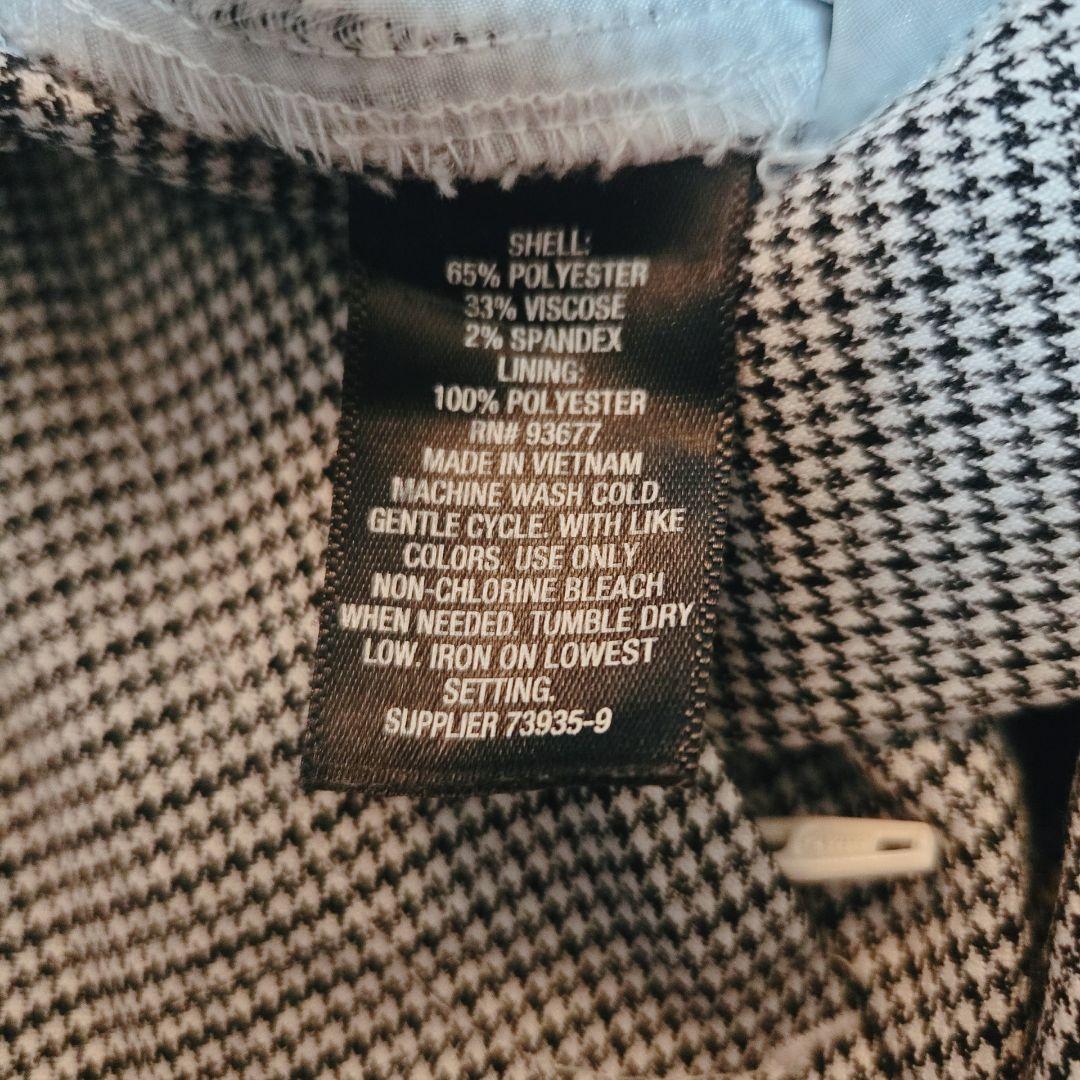 SHELL:
65% POLYESTER
33% VISCOSE
2% SPANDEX
LINING:
100% POLYESTER
RN# 93677
MADE IN VIETNAM
MACHINE WASH COLD.
GENTLE CYCLE. WITH LIKE
COLORS. USE ONLY
NON-CHLORINE BLEACH
WHEN NEEDED. TUMBLE DRY
LOW. IRON ON LOWEST
SETTING.
SUPPLIER 73935-9